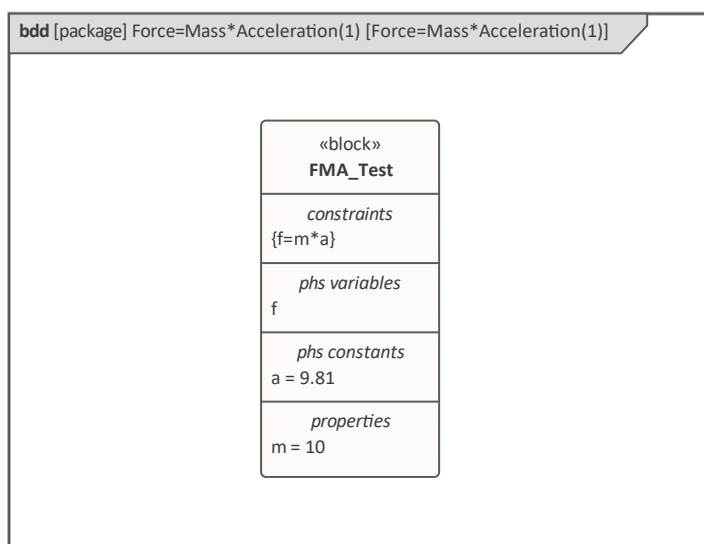 bdd [package] Force=Mass*Acceleration(1) [Force=Mass*Acceleration(1)]
«block»
FMA_Test
constraints
{f=m*a}
phs variables
f
phs constants
a = 9.81
properties
m = 10